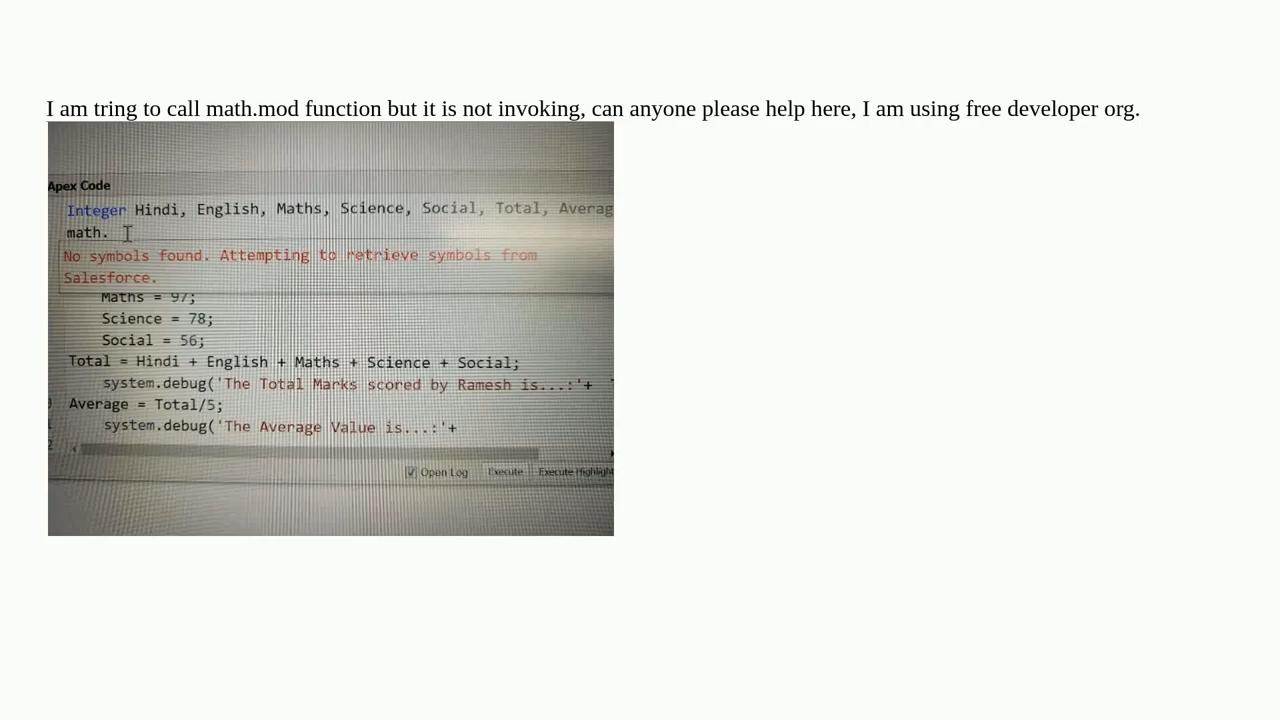 I am tring to call math.mod function but it is not invoking, can anyone please help here, I am using free developer org.
Apex Code
Integer Hindi, English, Maths, Science, Social, Total, Averag
math.
No symbols found. Attempting to retrieve symbols from
Salesforce.
Maths = 97;
Science = 78;
Social = 56;
Total = Hindi + English + Maths + Science + Social;
system.debug('The Total Marks scored by Ramesh is...:'+
Average = Total/5;
system.debug('The Average Value is...:'+
2
Open Log Execute Execute Highlight